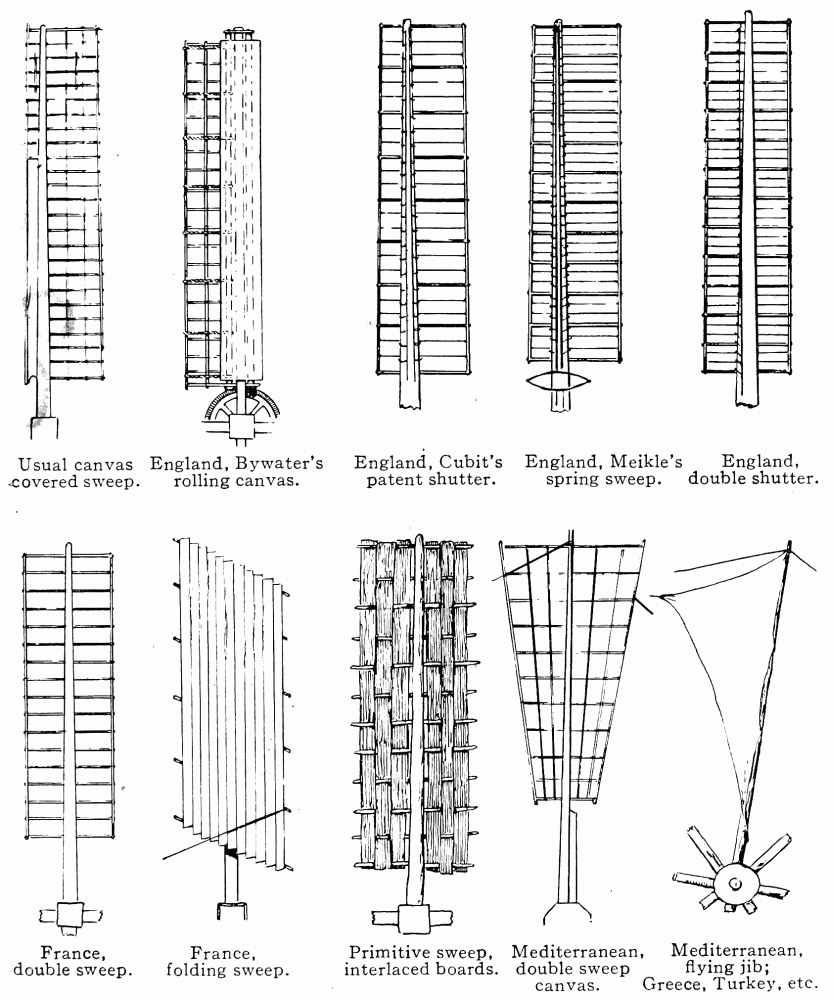 Usual canvas
covered sweep.
England, Bywater's
rolling canvas.
England, Cubit's
patent shutter.
England, Meikle's
spring sweep.
England,
double shutter.
France,
double sweep.
France,
folding sweep.
Primitive sweep,
interlaced boards.
Mediterranean,
double sweep
canvas.
Mediterranean,
flying jib;
Greece, Turkey, etc.